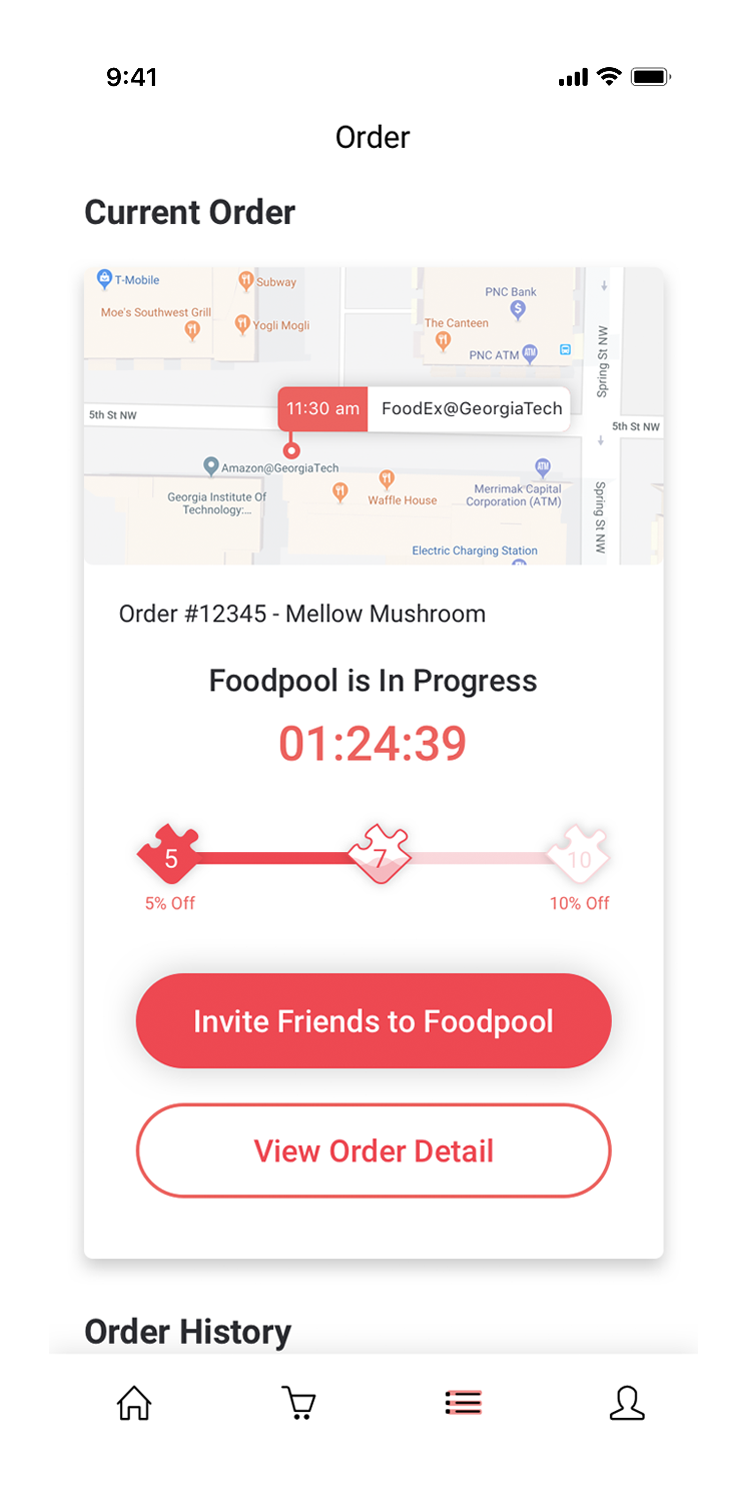 9:41
Order
Current Order
T-Mobile
Subway
PNC Bank
Moe's Southwest Grill
Yogli Mogli
The Canteen
$
PNC ATM
ATM
Spring St NW
11:30 am
FoodEx@GeorgiaTech
5th St NW
5th St NW
Amazon@GeorgiaTech
ATM
Georgia Institute Of
Technology:...
Waffle House
Merrimak Capital
Corporation (ATM)
Spring St NW
Electric Charging Station
Order #12345 - Mellow Mushroom
Foodpool is In Progress
01:24:39
5
7
10
5% Off
10% Off
Invite Friends to Foodpool
View Order Detail
Order History